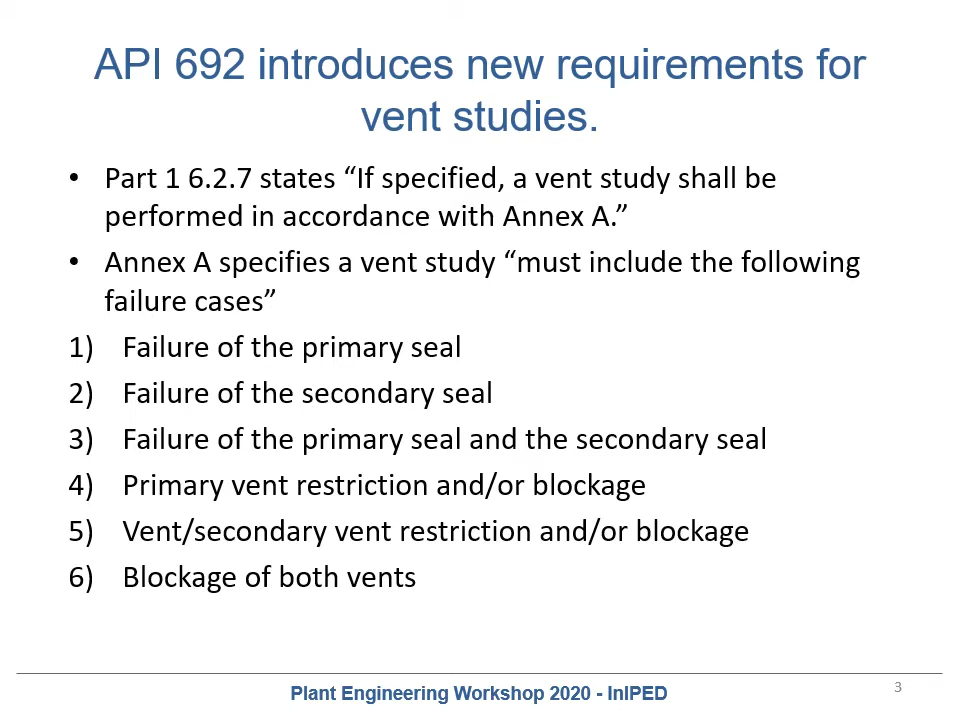 API 692 introduces new requirements for
vent studies.
• Part 1 6.2.7 states “If specified, a vent study shall be
performed in accordance with Annex A.”
• Annex A specifies a vent study “must include the following
failure cases”
1) Failure of the primary seal
2) Failure of the secondary seal
3) Failure of the primary seal and the secondary seal
4) Primary vent restriction and/or blockage
5) Vent/secondary vent restriction and/or blockage
6) Blockage of both vents
Plant Engineering Workshop 2020 - InIPED
3